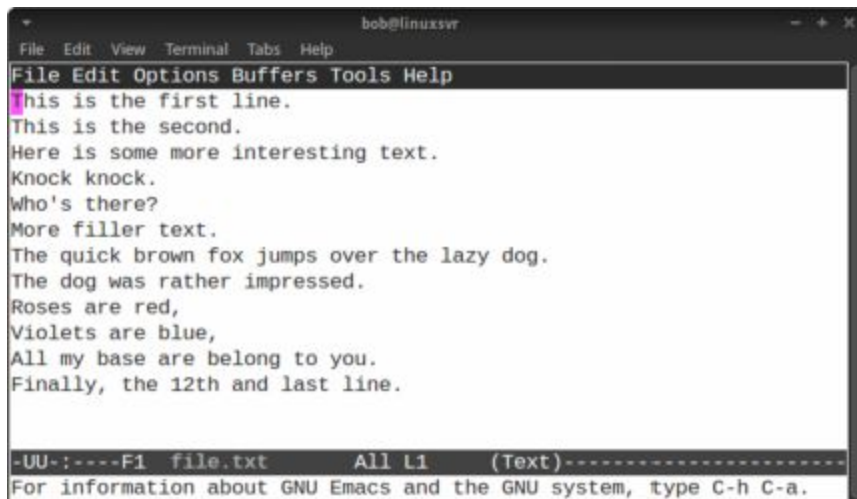 bob@linuxsvr
File Edit View Terminal Tabs Help
File Edit Options Buffers Tools Help
This is the first line.
This is the second.
Here is some more interesting text.
Knock knock.
Who's there?
More filler text.
The quick brown fox jumps over the lazy dog.
The dog was rather impressed.
Roses are red,
Violets are blue,
All my base are belong to you.
Finally, the 12th and last line.
-UU-:----F1 file.txt All L1 (Text)------------------------
For information about GNU Emacs and the GNU system, type C-h C-a.